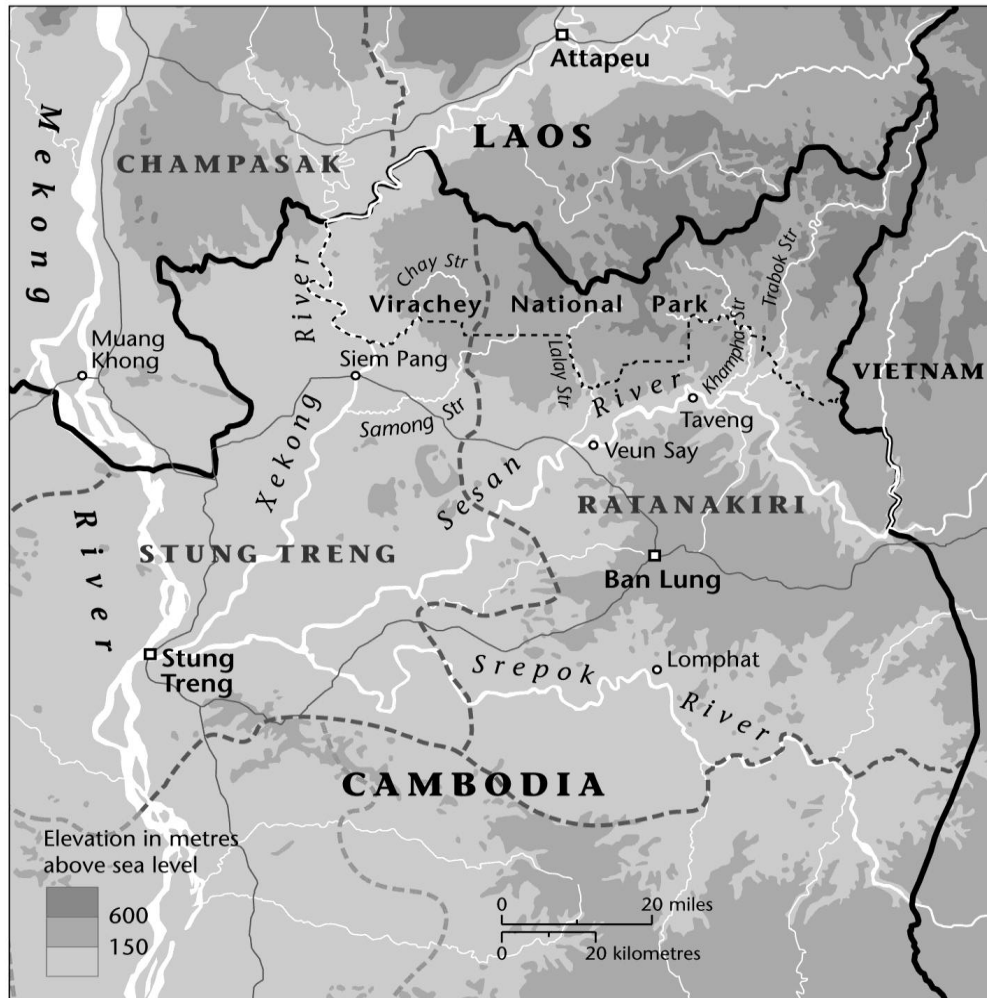 Attapeu
LAOS
Mekong
CHAMPASAK
Chay Str
River
Trabok Str
Virachey National Park
Khampha Str
Muang
Khong
Siem Pang
Lalay Str
River
VIETNAM
Taveng
Samong Str
Xekong
Veun Say
Sesan
RATANAKIRI
River
STUNG TRENG
Ban Lung
Stung
Treng
Srepok
Lomphat
River
CAMBODIA
Elevation in metres
above sea level
600
150
0 20 miles
0 20 kilometres